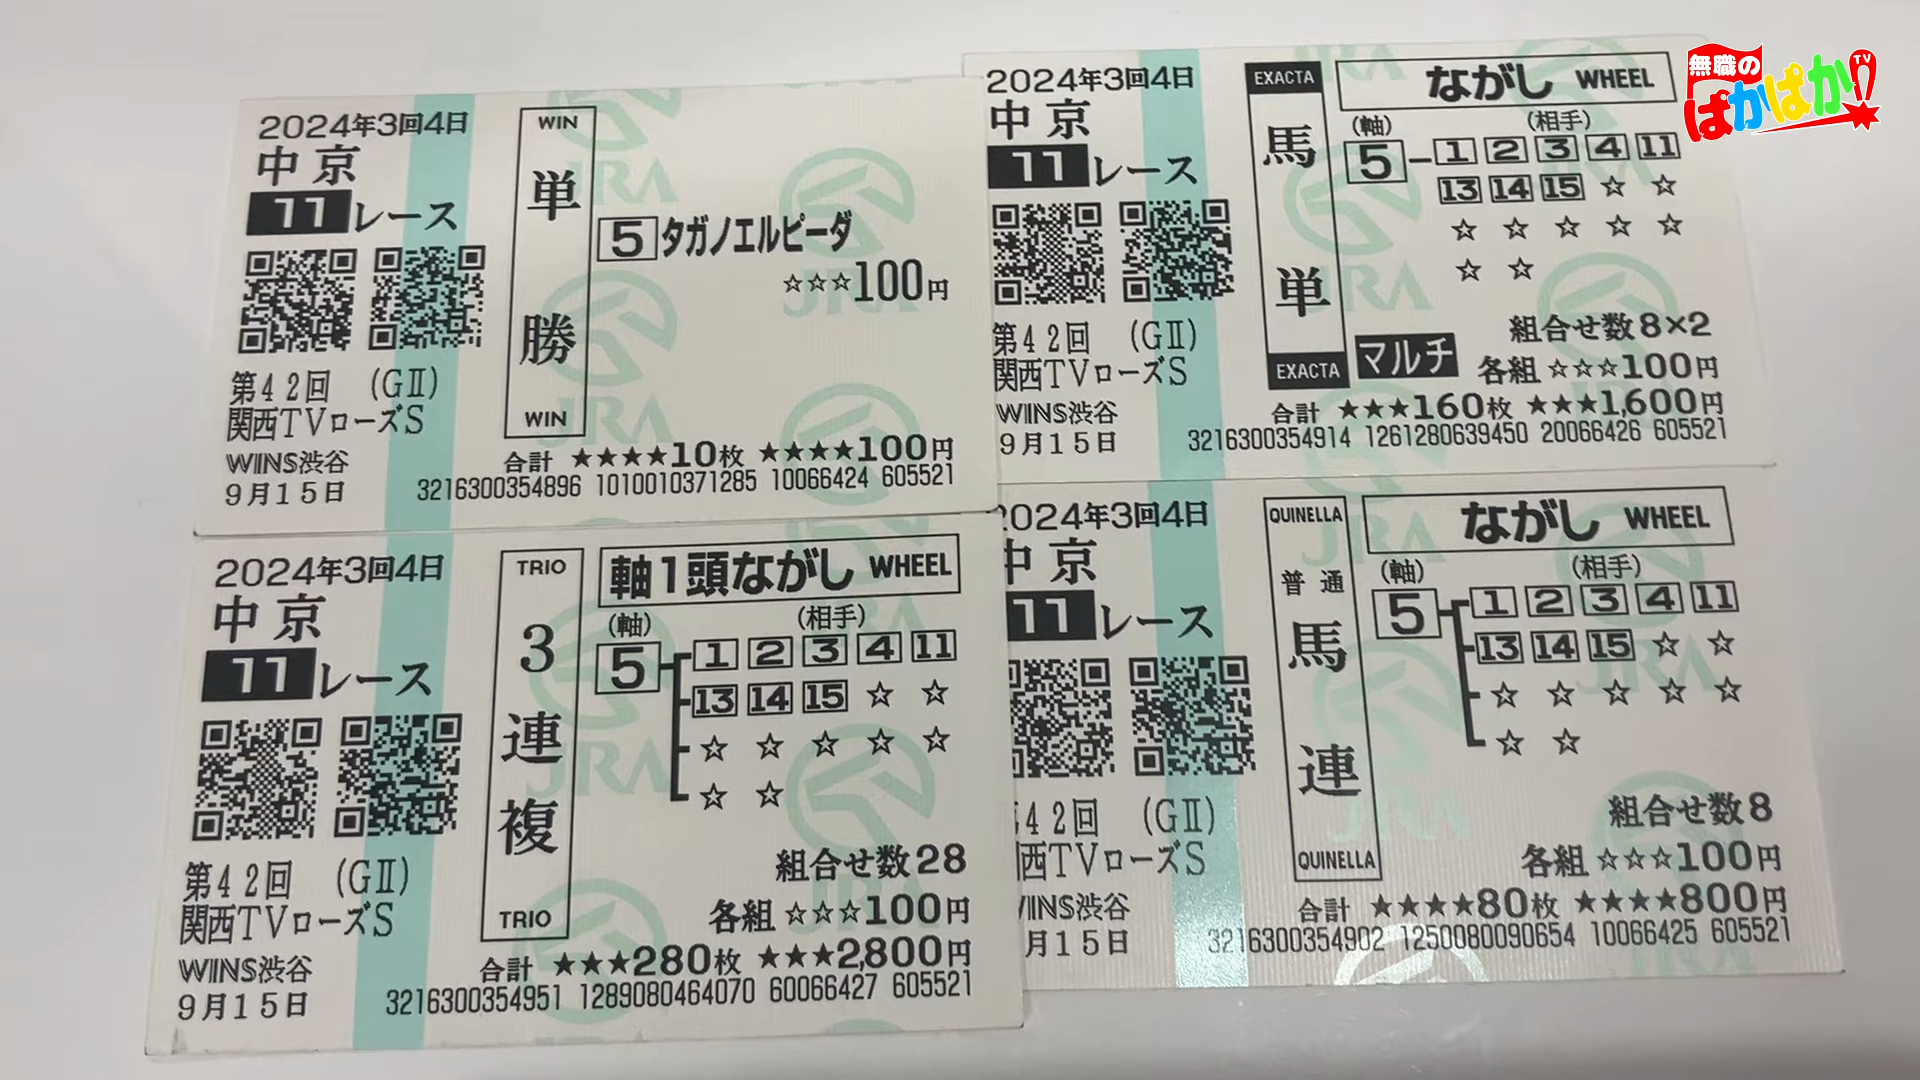 無職の
ぱかぱか!!
TV
2024年3回4日
中京
11レース
第42回 (GⅡ)
関西TVローズS
WINS渋谷
9月15日
WIN
単勝
WIN
5 タガノエルピーダ
☆☆☆100円
合計 ★★★★10枚 ★★★★100円
3216300354896 1010010371285 10066424 605521
2024年3回4日
中京
11レース
第42回 (GⅡ)
関西TVローズS
WINS渋谷
9月15日
EXACTA
馬単
EXACTA
ながし WHEEL
(軸) (相手)
5-1 2 3 4 11
13 14 15 ☆ ☆
☆ ☆ ☆ ☆ ☆
☆ ☆
組合せ数8×2
マルチ 各組 ☆☆☆100円
合計 ★★★160枚 ★★★1,600円
3216300354914 1261280639450 20066426 605521
2024年3回4日
中京
11レース
第42回 (GⅡ)
関西TVローズS
WINS渋谷
9月15日
TRIO
3連複
TRIO
軸1頭ながし WHEEL
(軸) (相手)
5 1 2 3 4 11
13 14 15 ☆ ☆
☆ ☆ ☆ ☆ ☆
☆ ☆
組合せ数28
各組 ☆☆☆100円
合計 ★★★280枚 ★★★2,800円
3216300354951 1289080464070 60066427 605521
2024年3回4日
中京
11レース
42回 (GⅡ)
西TVローズS
INS渋谷
月15日
QUINELLA
普通
馬連
QUINELLA
ながし WHEEL
(軸) (相手)
5 1 2 3 4 11
13 14 15 ☆ ☆
☆ ☆ ☆ ☆ ☆
☆ ☆
組合せ数8
各組 ☆☆☆100円
合計 ★★★★80枚 ★★★★800円
3216300354902 1250080090654 10066425 605521